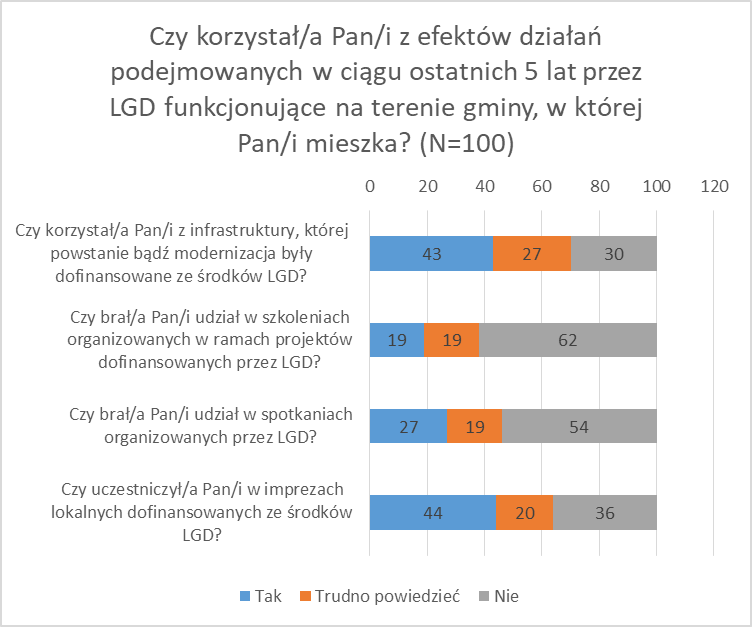 Czy korzystał/a Pan/i z efektów działań
podejmowanych w ciągu ostatnich 5 lat przez
LGD funkcjonujące na terenie gminy, w której
Pan/i mieszka? (N=100)
0 20 40 60 80 100 120
Czy korzystał/a Pan/i z infrastruktury, której
powstanie bądź modernizacja były
dofinansowane ze środków LGD?
43 27 30
Czy brał/a Pan/i udział w szkoleniach
organizowanych w ramach projektów
dofinansowanych przez LGD?
19 19 62
Czy brał/a Pan/i udział w spotkaniach
organizowanych przez LGD?
27 19 54
Czy uczestniczył/a Pan/i w imprezach
lokalnych dofinansowanych ze środków
LGD?
44 20 36
Tak Trudno powiedzieć Nie